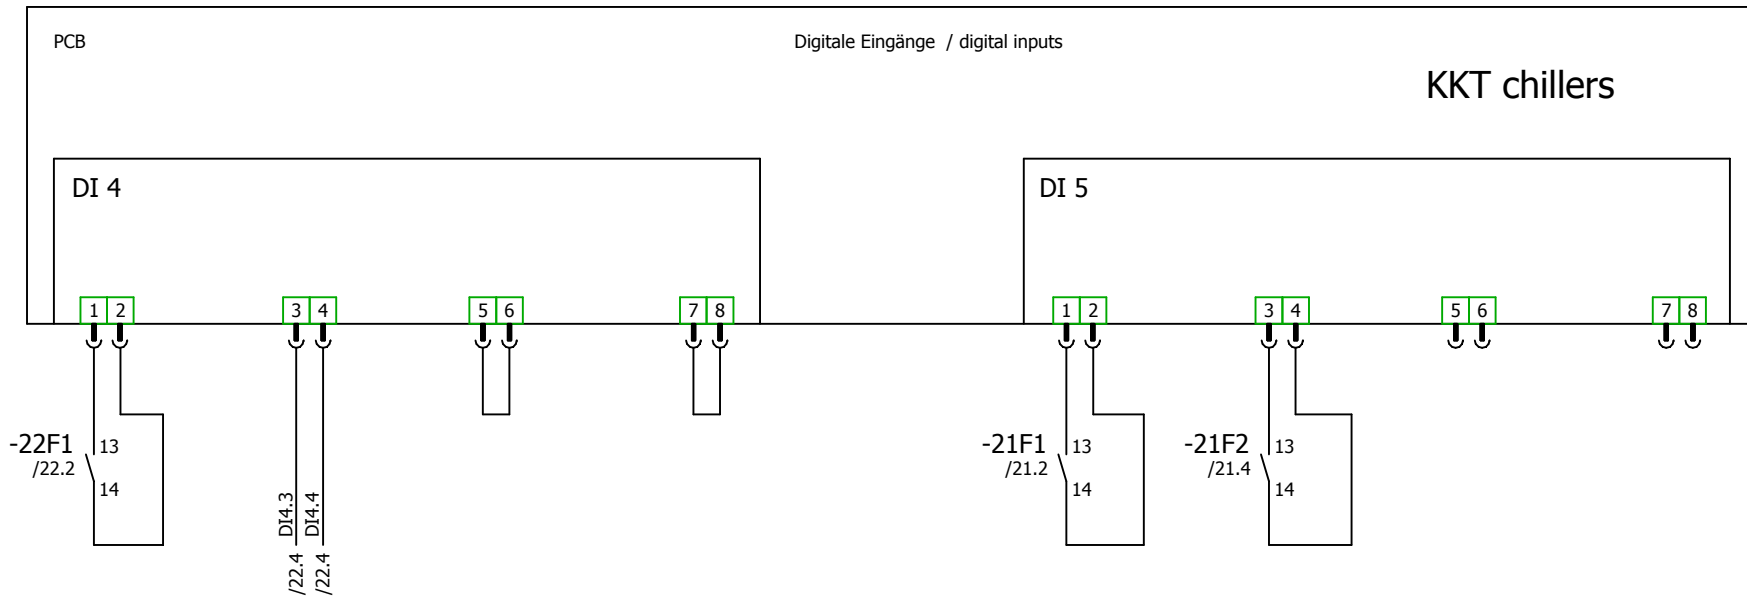 PCB
Digitale Eingänge / digital inputs
KKT chillers
DI 4
DI 5
1 2
3 4
5 6
7 8
1 2
3 4
5 6
7 8
-22F1
/22.2
13
14
DI4.3
/22.4
DI4.4
/22.4
-21F1
/21.2
13
14
-21F2
/21.4
13
14